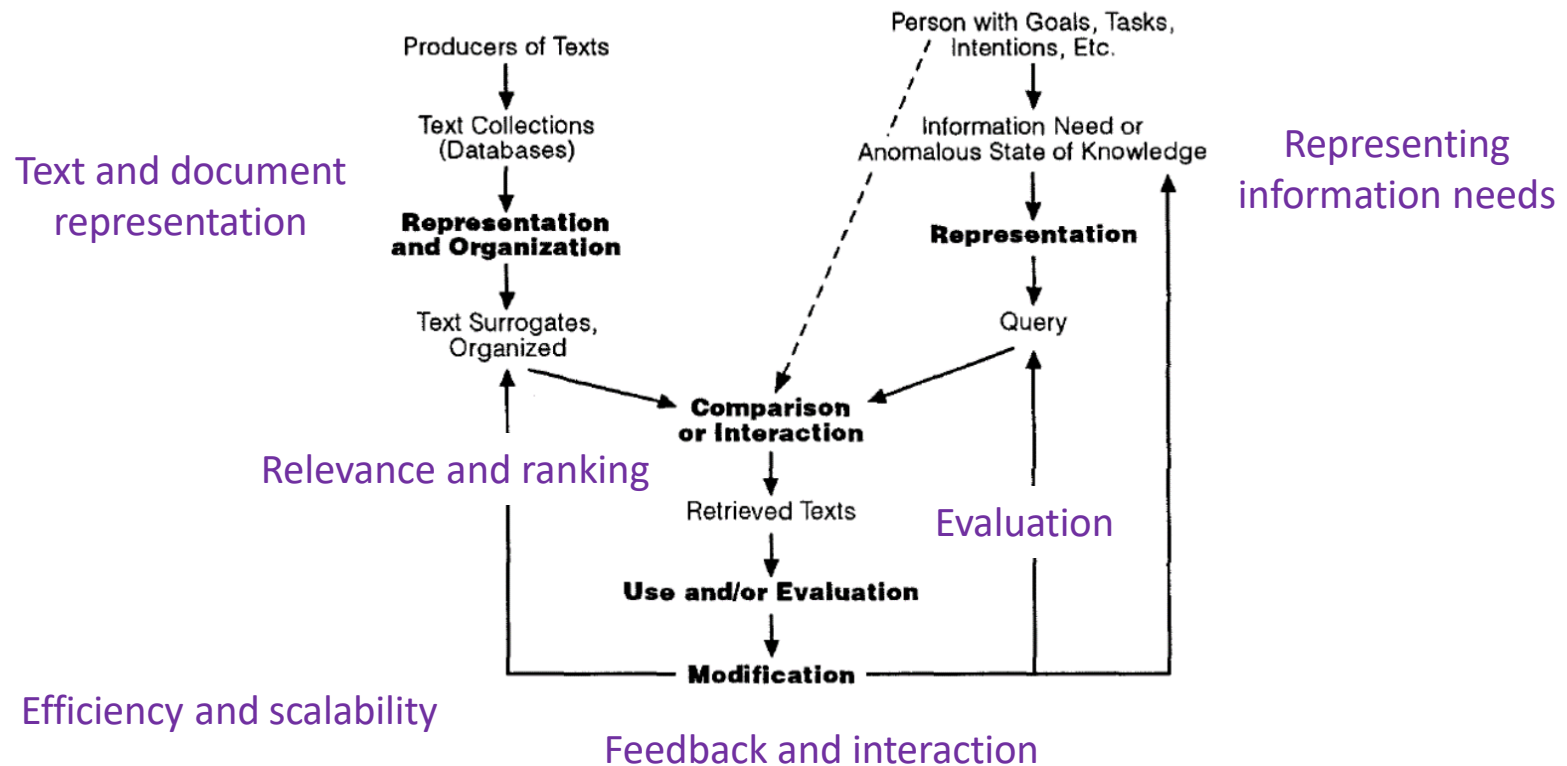 Person with Goals, Tasks,
Intentions, Etc.
Producers of Texts
Text Collections
(Databases)
Information Need or
Anomalous State of Knowledge
Text and document
representation
Representing
information needs
Representation
and Organization
Representation
Text Surrogates,
Organized
Query
Comparison
or Interaction
Relevance and ranking
Retrieved Texts
Evaluation
Use and/or Evaluation
Modification
Efficiency and scalability
Feedback and interaction